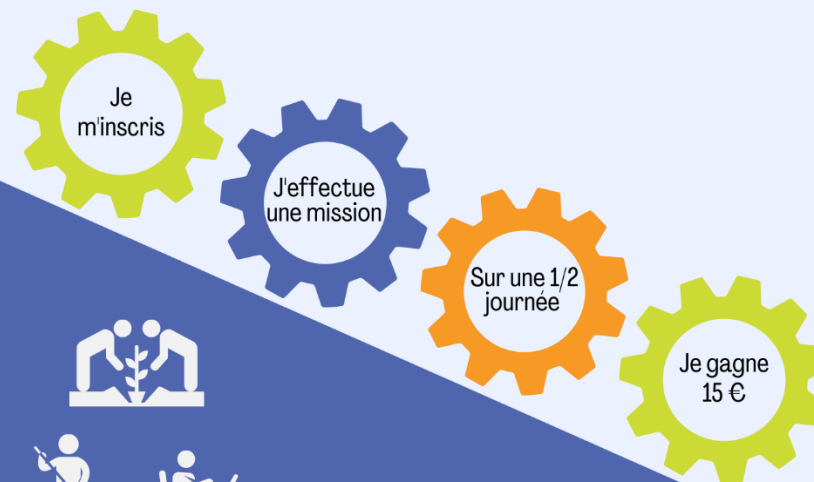 Je
m'inscris
J'effectue
une mission
Sur une 1/2
journée
Je gagne
15 €